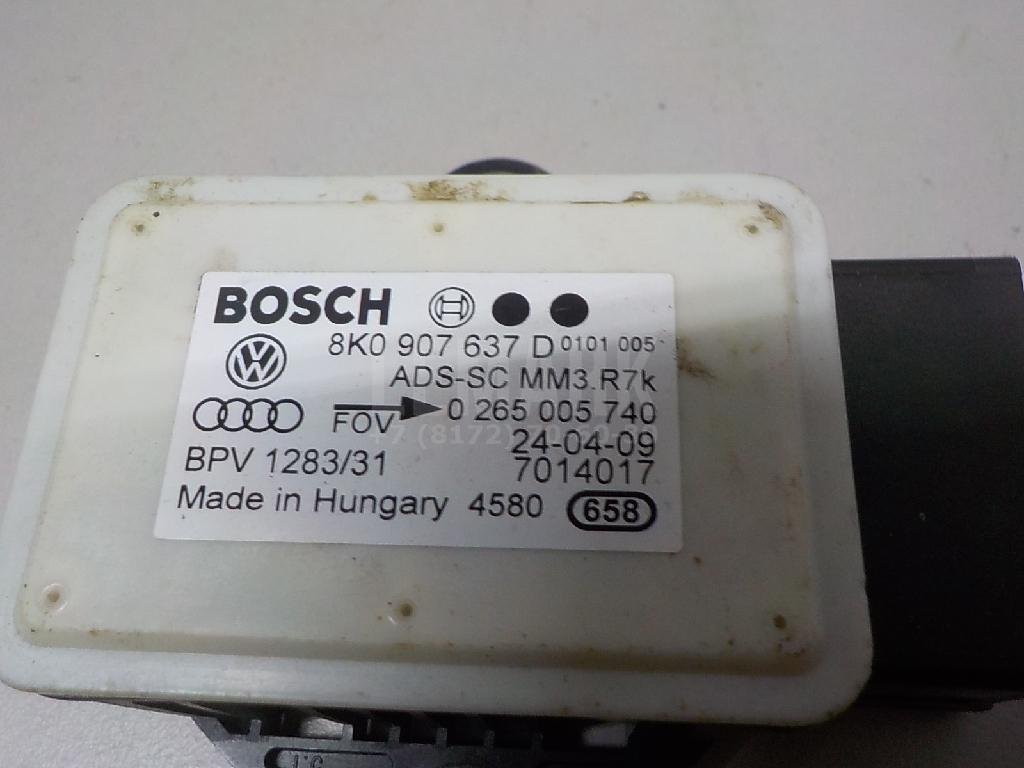 BOSCH
8K0 907 637 D 0101 005
ADS-SC MM3.R7k
FOV 0 265 005 740
24-04-09
BPV 1283/31 7014017
Made in Hungary 4580 658